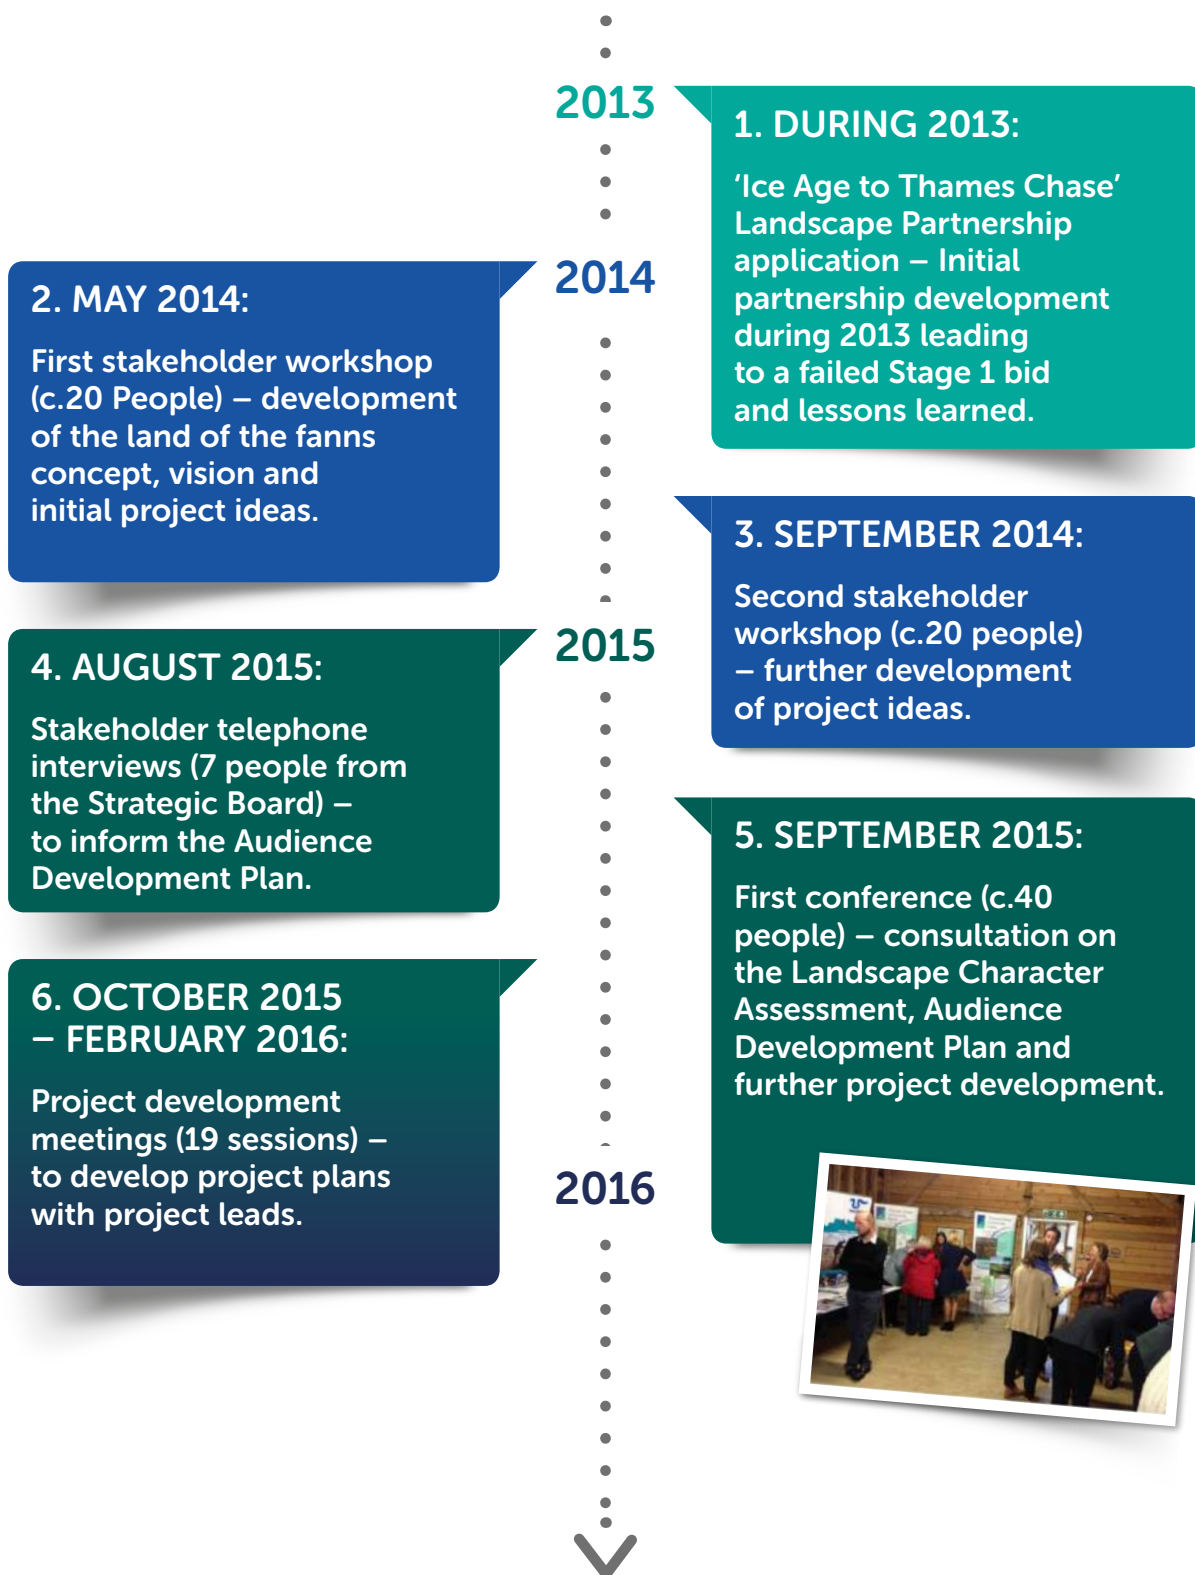 2013
1. DURING 2013:
‘Ice Age to Thames Chase’
Landscape Partnership
application – Initial
partnership development
during 2013 leading
to a failed Stage 1 bid
and lessons learned.
2014
2. MAY 2014:
First stakeholder workshop
(c.20 People) – development
of the land of the fanns
concept, vision and
initial project ideas.
3. SEPTEMBER 2014:
Second stakeholder
workshop (c.20 people)
– further development
of project ideas.
2015
4. AUGUST 2015:
Stakeholder telephone
interviews (7 people from
the Strategic Board) –
to inform the Audience
Development Plan.
5. SEPTEMBER 2015:
First conference (c.40
people) – consultation on
the Landscape Character
Assessment, Audience
Development Plan and
further project development.
6. OCTOBER 2015
– FEBRUARY 2016:
Project development
meetings (19 sessions) –
to develop project plans
with project leads.
2016